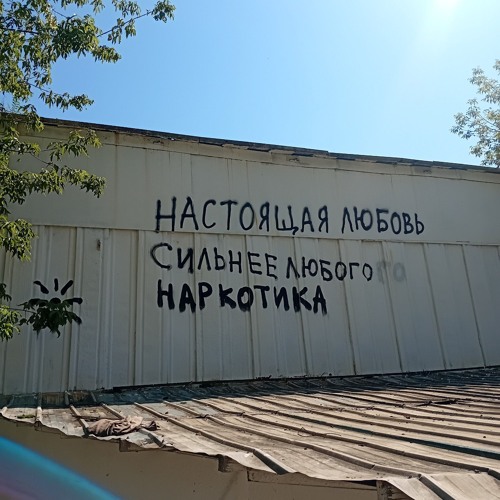 НАСТОЯЩАЯ ЛЮБОВЬ
СИЛЬНЕЕ ЛЮБОГО
НАРКОТИКА